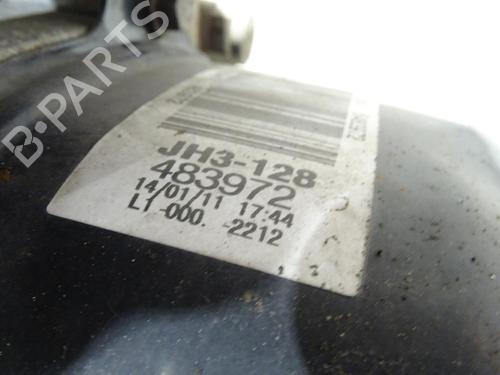 B-PARTS
JH3-128
483972
14/01/11 17:44
L1 000. -2212